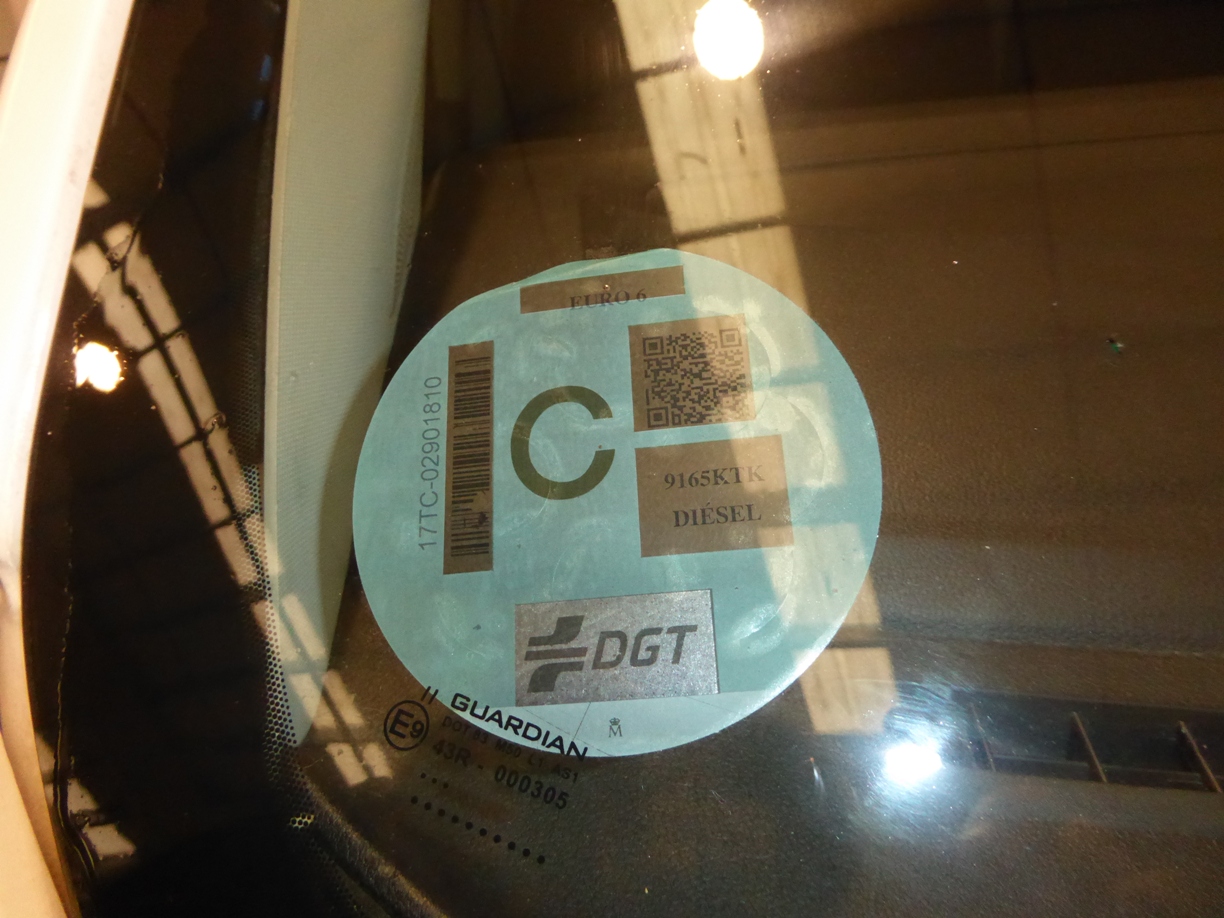 EURO 6
17TC-02901810
C
9165KTK
DIÉSEL
DGT
M
GUARDIAN
E9
43R - 000305